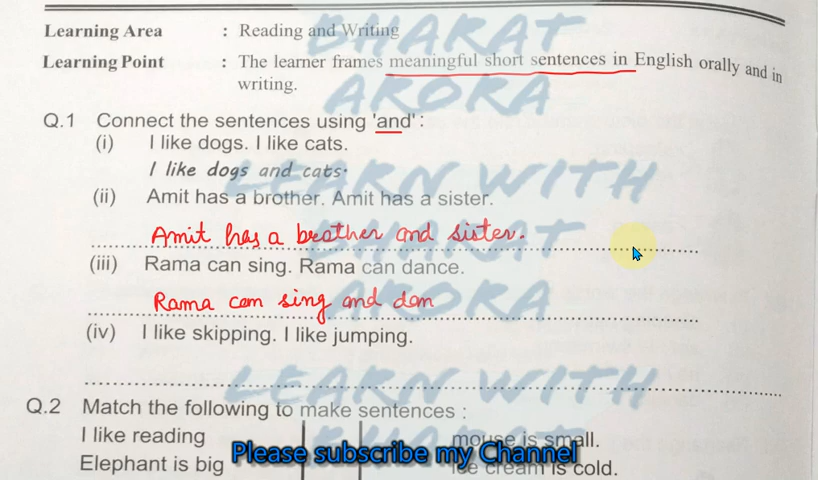 Learning Area : Reading and Writing
Learning Point : The learner frames meaningful short sentences in English orally and in
writing.
Q.1 Connect the sentences using 'and':
(i) I like dogs. I like cats.
I like dogs and cats.
(ii) Amit has a brother. Amit has a sister.
Amit has a brother and sister.
(iii) Rama can sing. Rama can dance.
Rama can sing and dan
(iv) I like skipping. I like jumping.
Q.2 Match the following to make sentences :
I like reading mouse is small.
Elephant is big ice cream is cold.
Please subscribe my Channel
BHARAT
ARORA
LEARN WITH
BHARAT
ARORA
LEARN WITH
BHARAT